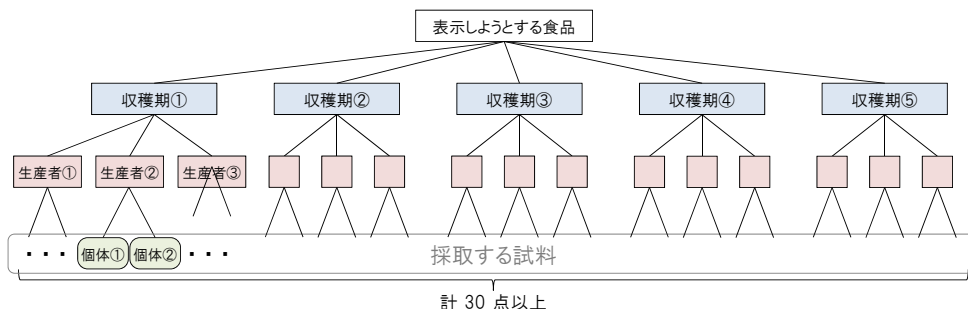 表示しようとする食品
収穫期① 収穫期② 収穫期③ 収穫期④ 収穫期⑤
生産者① 生産者② 生産者③
・・・ 個体① 個体② ・・・ 採取する試料
計 30 点以上